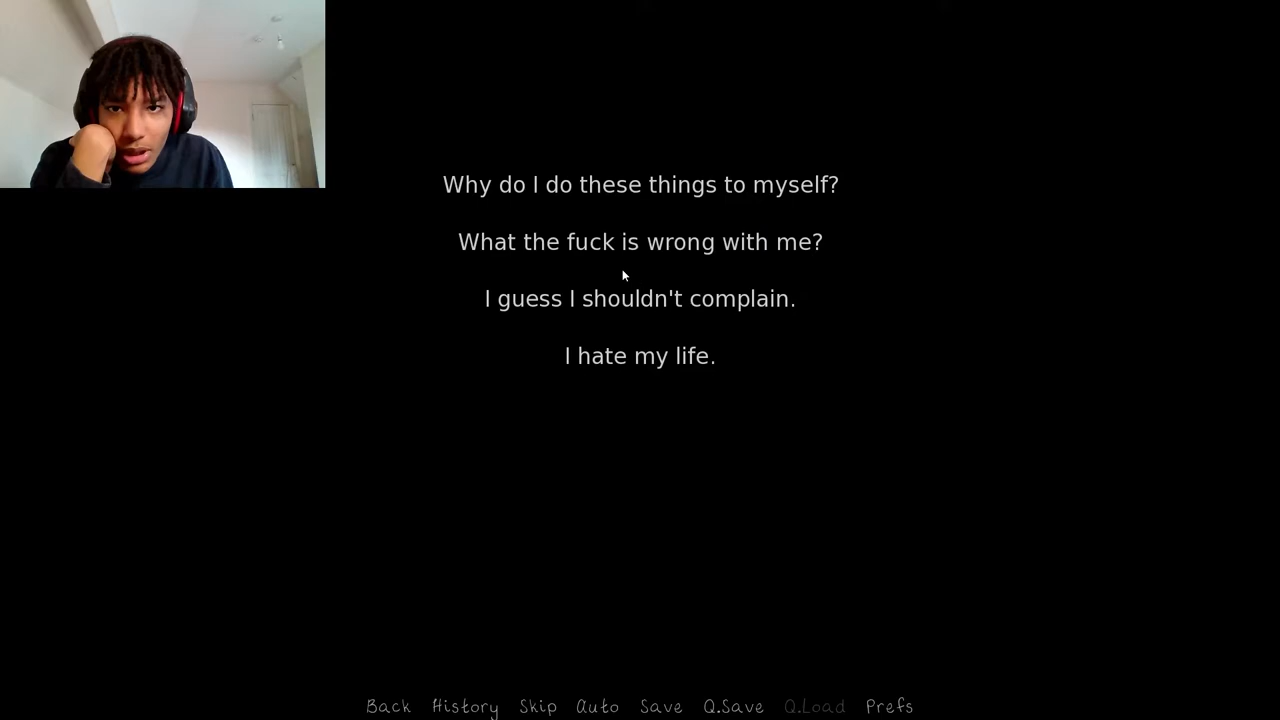 Why do I do these things to myself?
What the fuck is wrong with me?
I guess I shouldn't complain.
I hate my life.
Back History Skip Auto Save Q.Save Q.Load Prefs